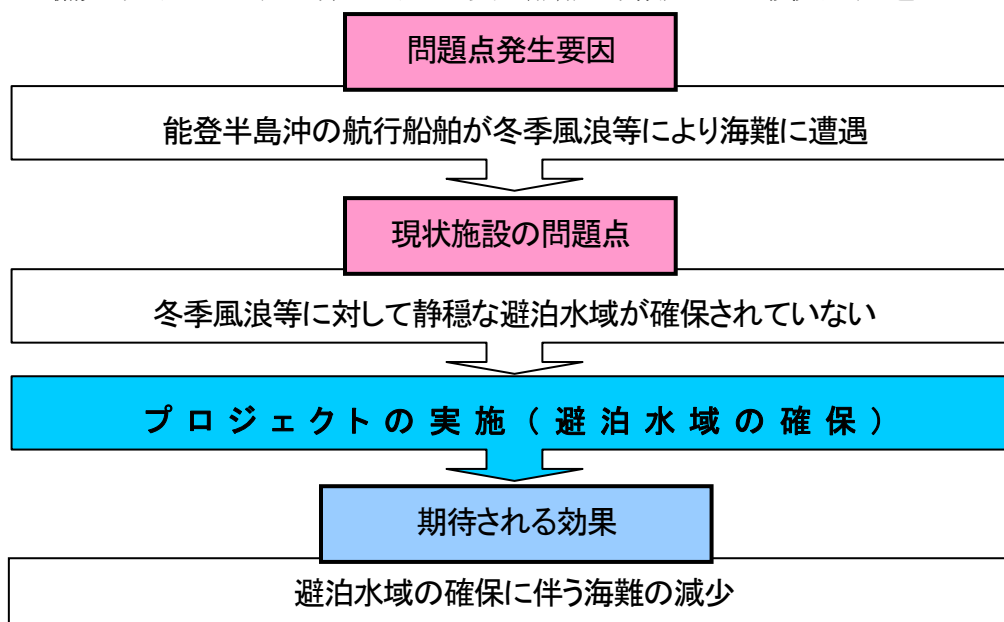 問題点発生要因
能登半島沖の航行船舶が冬季風浪等により海難に遭遇
現状施設の問題点
冬季風浪等に対して静穏な避泊水域が確保されていない
プロジェクトの実施(避泊水域の確保)
期待される効果
避泊水域の確保に伴う海難の減少